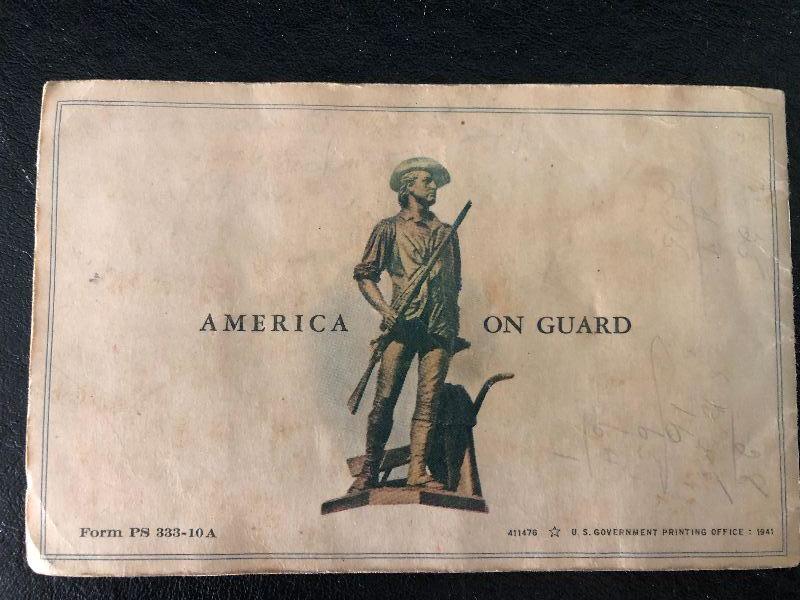 AMERICA ON GUARD
Form PS 333-10A
411476 ☆ U. S. GOVERNMENT PRINTING OFFICE : 1941